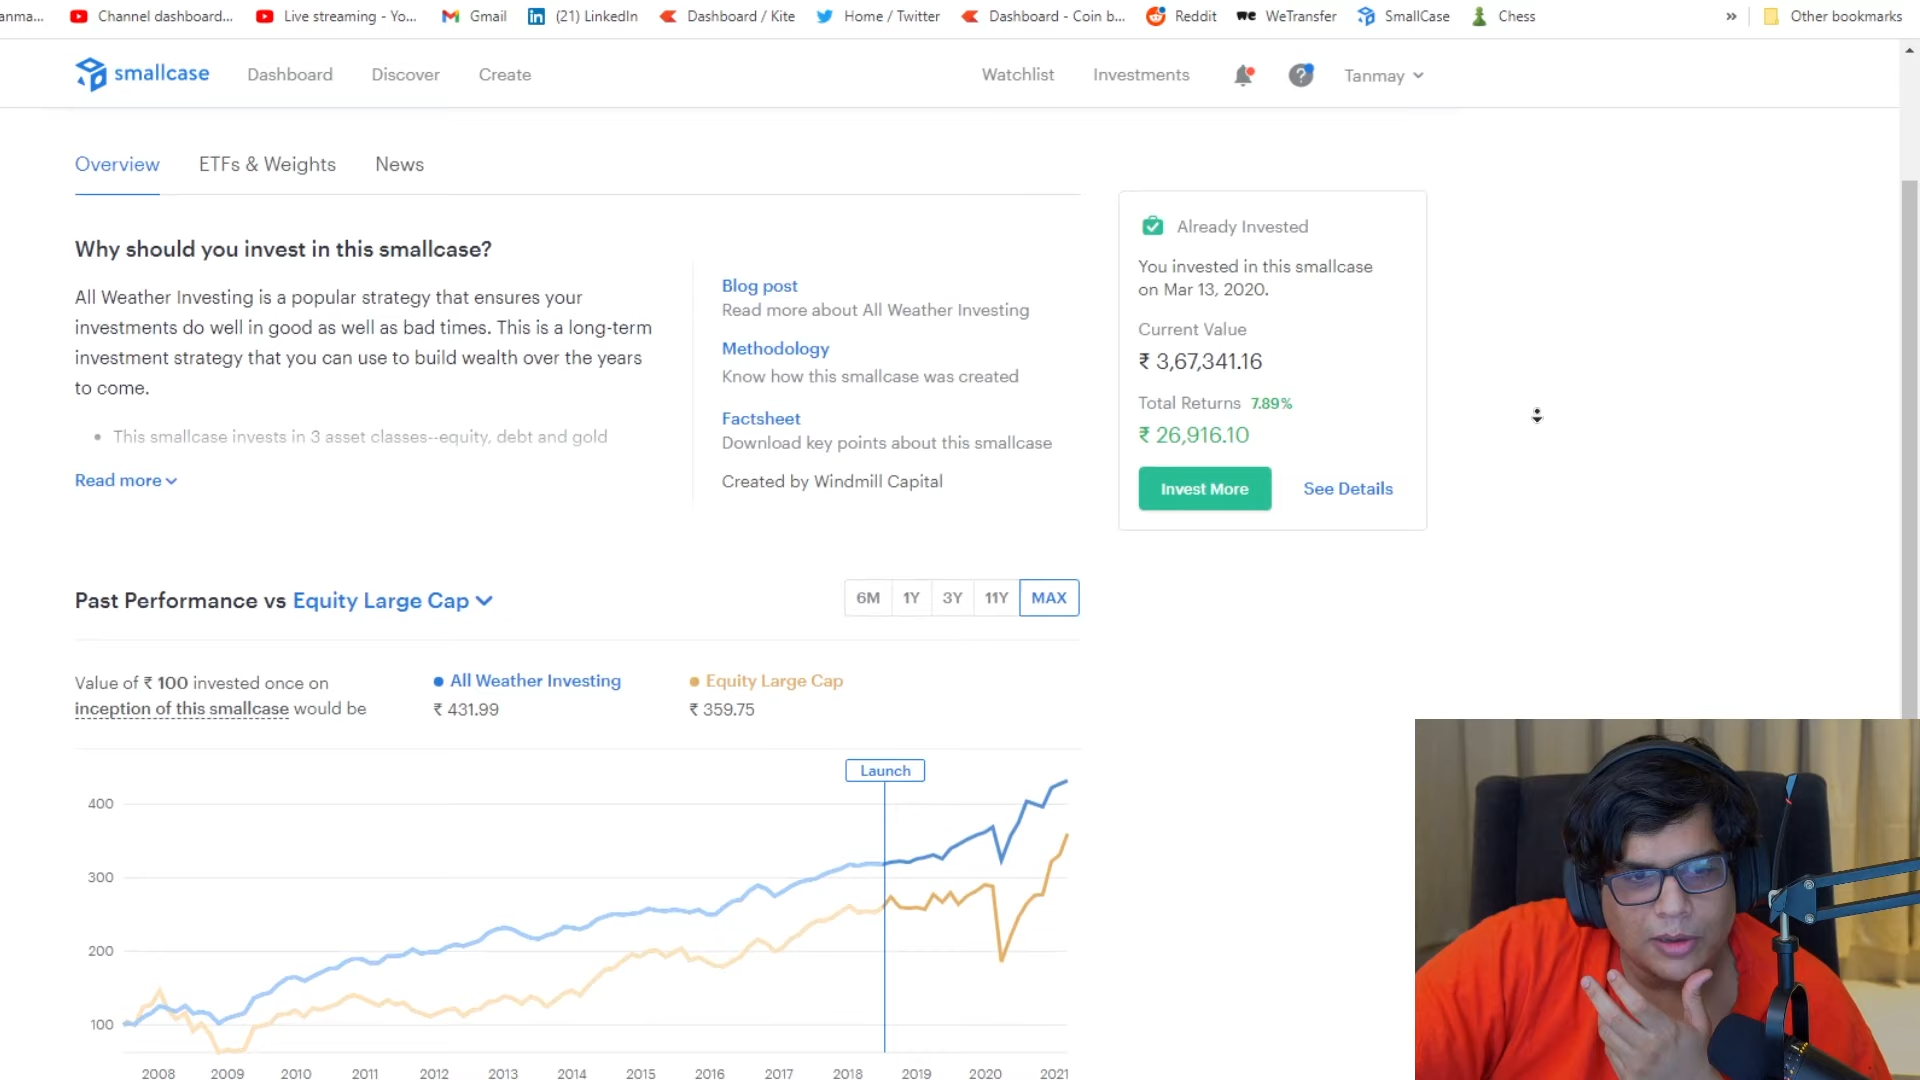 anma...
Channel dashboard...
Live streaming - Yo...
Gmail
in (21) LinkedIn
Dashboard / Kite
Home / Twitter
Dashboard - Coin b...
Reddit
we WeTransfer
SmallCase
Chess
»
Other bookmarks
smallcase
Dashboard
Discover
Create
Watchlist
Investments
?
Tanmay
Overview
ETFs & Weights
News
Why should you invest in this smallcase?
All Weather Investing is a popular strategy that ensures your
investments do well in good as well as bad times. This is a long-term
investment strategy that you can use to build wealth over the years
to come.
• This smallcase invests in 3 asset classes--equity, debt and gold
Read more
Blog post
Read more about All Weather Investing
Methodology
Know how this smallcase was created
Factsheet
Download key points about this smallcase
Created by Windmill Capital
Already Invested
You invested in this smallcase
on Mar 13, 2020.
Current Value
₹ 3,67,341.16
Total Returns 7.89%
₹ 26,916.10
Invest More
See Details
Past Performance vs Equity Large Cap
6M 1Y 3Y 11Y MAX
Value of ₹ 100 invested once on
inception of this smallcase would be
All Weather Investing
₹ 431.99
Equity Large Cap
₹ 359.75
Launch
400
300
200
100
2008 2009 2010 2011 2012 2013 2014 2015 2016 2017 2018 2019 2020 2021